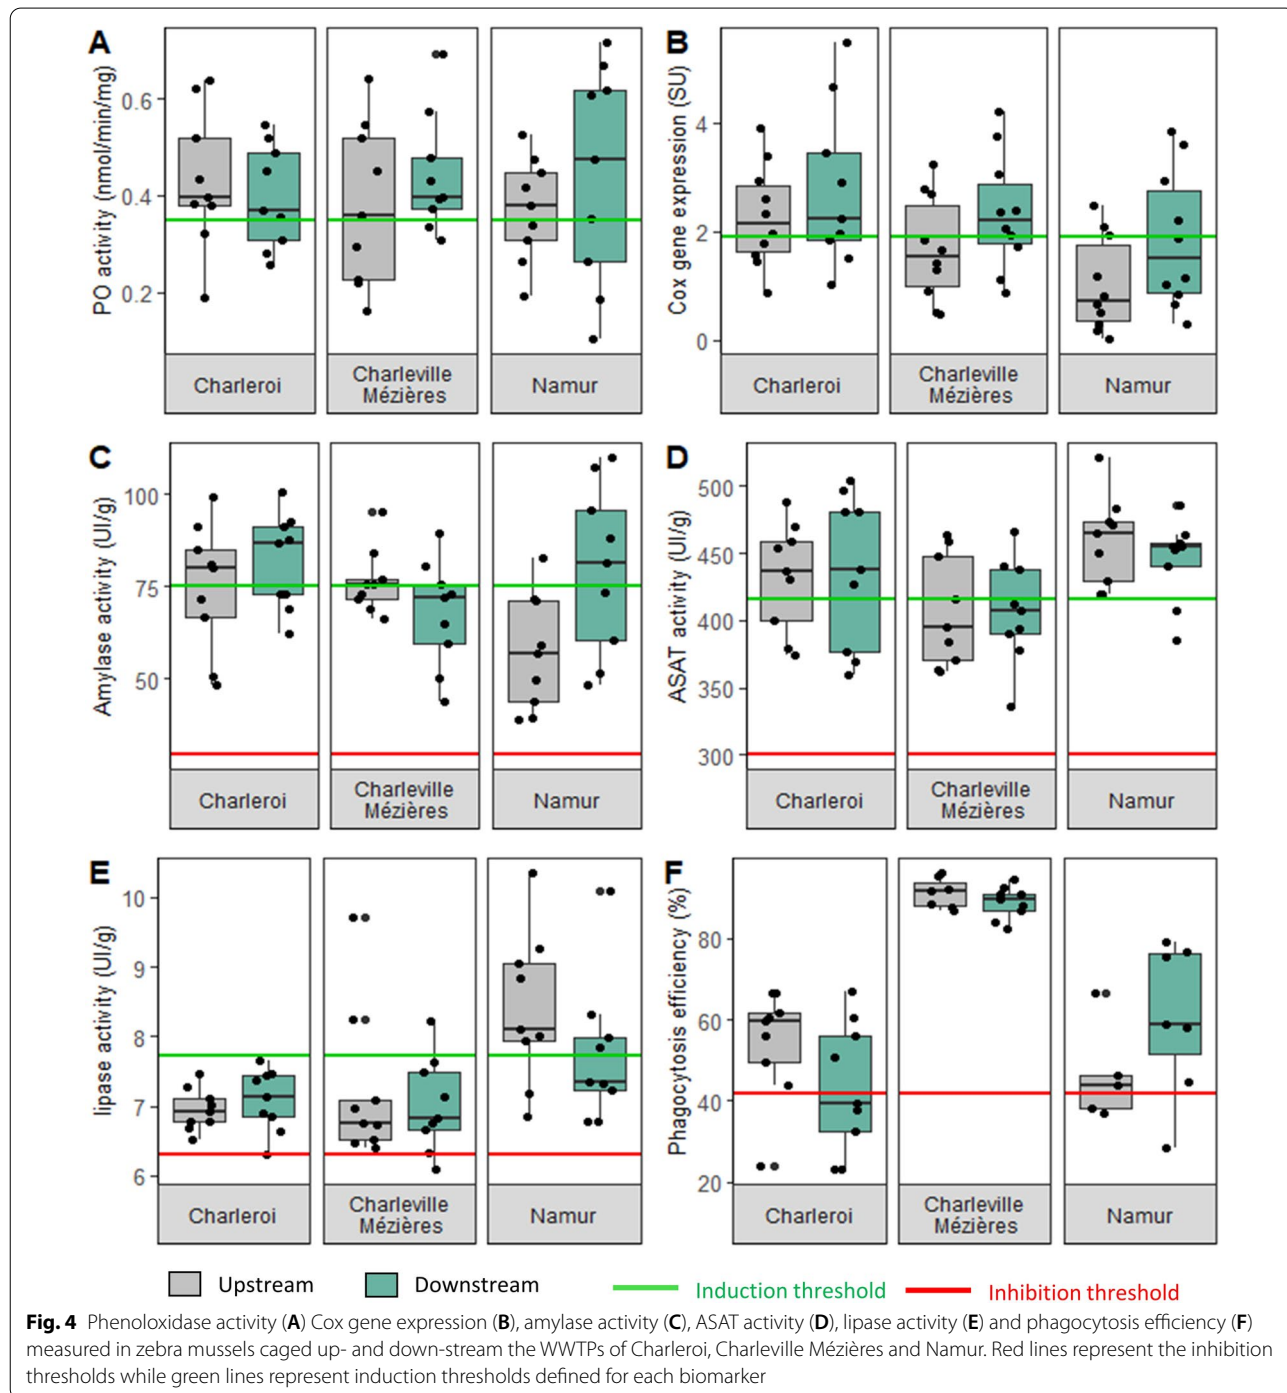 A
PO activity (nmol/min/mg)
0.6
0.4
0.2
Charleroi
Charleville
Mézières
Namur
B
Cox gene expression (SU)
4
2
0
Charleroi
Charleville
Mézières
Namur
C
Amylase activity (UI/g)
100
75
50
Charleroi
Charleville
Mézières
Namur
D
ASAT activity (UI/g)
500
450
400
350
300
Charleroi
Charleville
Mézières
Namur
E
lipase activity (UI/g)
10
9
8
7
6
Charleroi
Charleville
Mézières
Namur
F
Phagocytosis efficiency (%)
80
60
40
20
Charleroi
Charleville
Mézières
Namur
Upstream
Downstream
Induction threshold
Inhibition threshold
Fig. 4 Phenoloxidase activity (A) Cox gene expression (B), amylase activity (C), ASAT activity (D), lipase activity (E) and phagocytosis efficiency (F)
measured in zebra mussels caged up- and down-stream the WWTPs of Charleroi, Charleville Mézières and Namur. Red lines represent the inhibition
thresholds while green lines represent induction thresholds defined for each biomarker